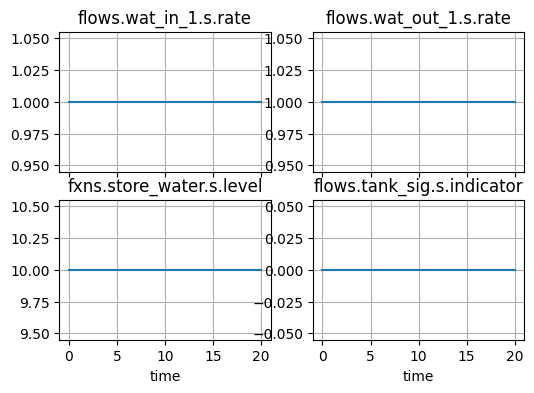 flows.wat_in_1.s.rate
flows.wat_out_1.s.rate
1.050
1.025
1.000
0.975
0.950
1.050
1.025
1.000
0.975
0.950
fxns.store_water.s.level
flows.tank_sig.s.indicator
10.50
10.25
10.00
9.75
9.50
0.050
0.025
0.000
−0.025
−0.050
0 5 10 15 20
0 5 10 15 20
time
time